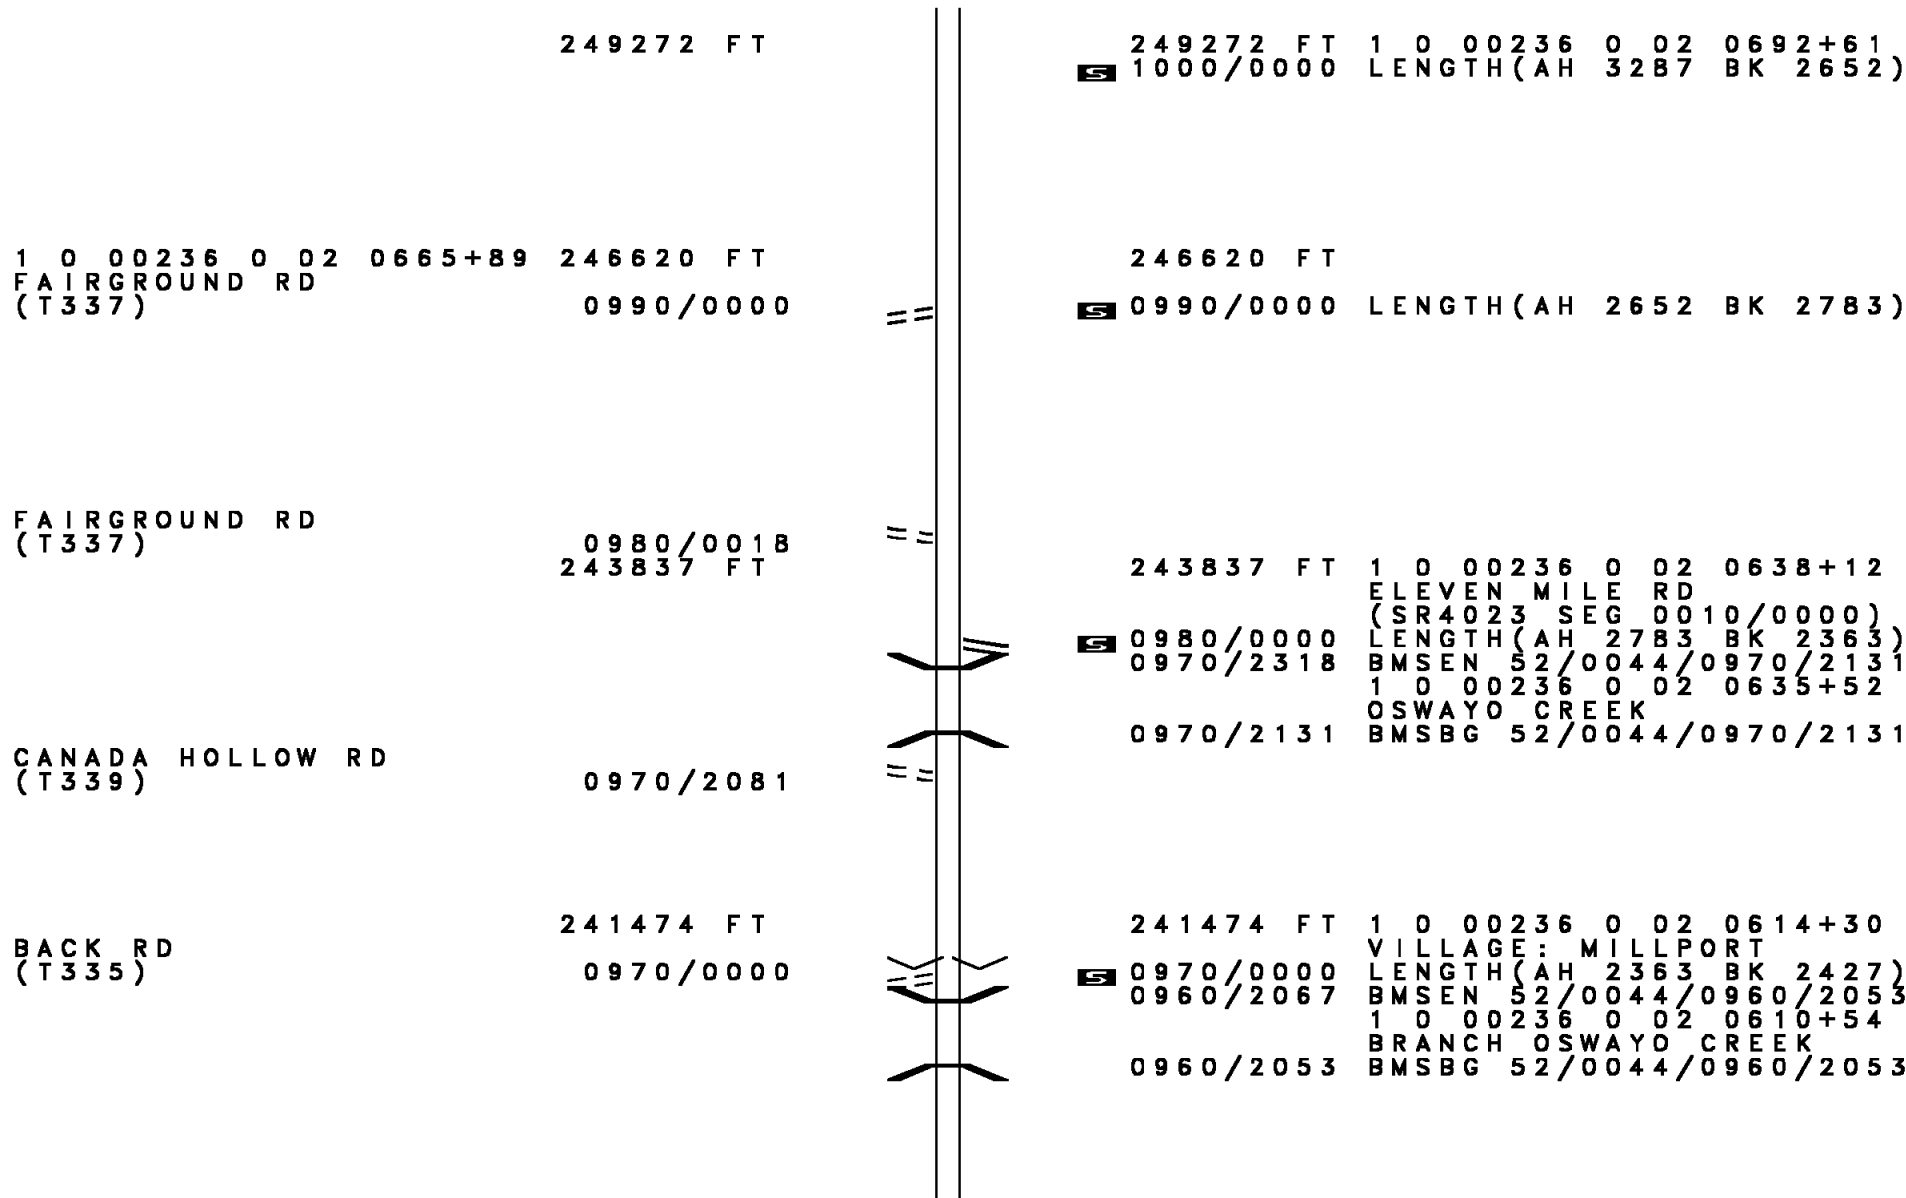 249272 FT 249272 FT 1 0 00236 0 02 0692+61
S 1000/0000 LENGTH(AH 3287 BK 2652)
1 0 00236 0 02 0665+89 246620 FT 246620 FT
FAIRGROUND RD
(T337) 0990/0000 S 0990/0000 LENGTH(AH 2652 BK 2783)
FAIRGROUND RD
(T337) 0980/0018
243837 FT 243837 FT 1 0 00236 0 02 0638+12
ELEVEN MILE RD
(SR4023 SEG 0010/0000)
S 0980/0000 LENGTH(AH 2783 BK 2363)
0970/2318 BMSEN 52/0044/0970/2131
1 0 00236 0 02 0635+52
OSWAYO CREEK
0970/2131 BMSBG 52/0044/0970/2131
CANADA HOLLOW RD
(T339) 0970/2081
241474 FT 241474 FT 1 0 00236 0 02 0614+30
BACK RD VILLAGE: MILLPORT
(T335) 0970/0000 S 0970/0000 LENGTH(AH 2363 BK 2427)
0960/2067 BMSEN 52/0044/0960/2053
1 0 00236 0 02 0610+54
BRANCH OSWAYO CREEK
0960/2053 BMSBG 52/0044/0960/2053